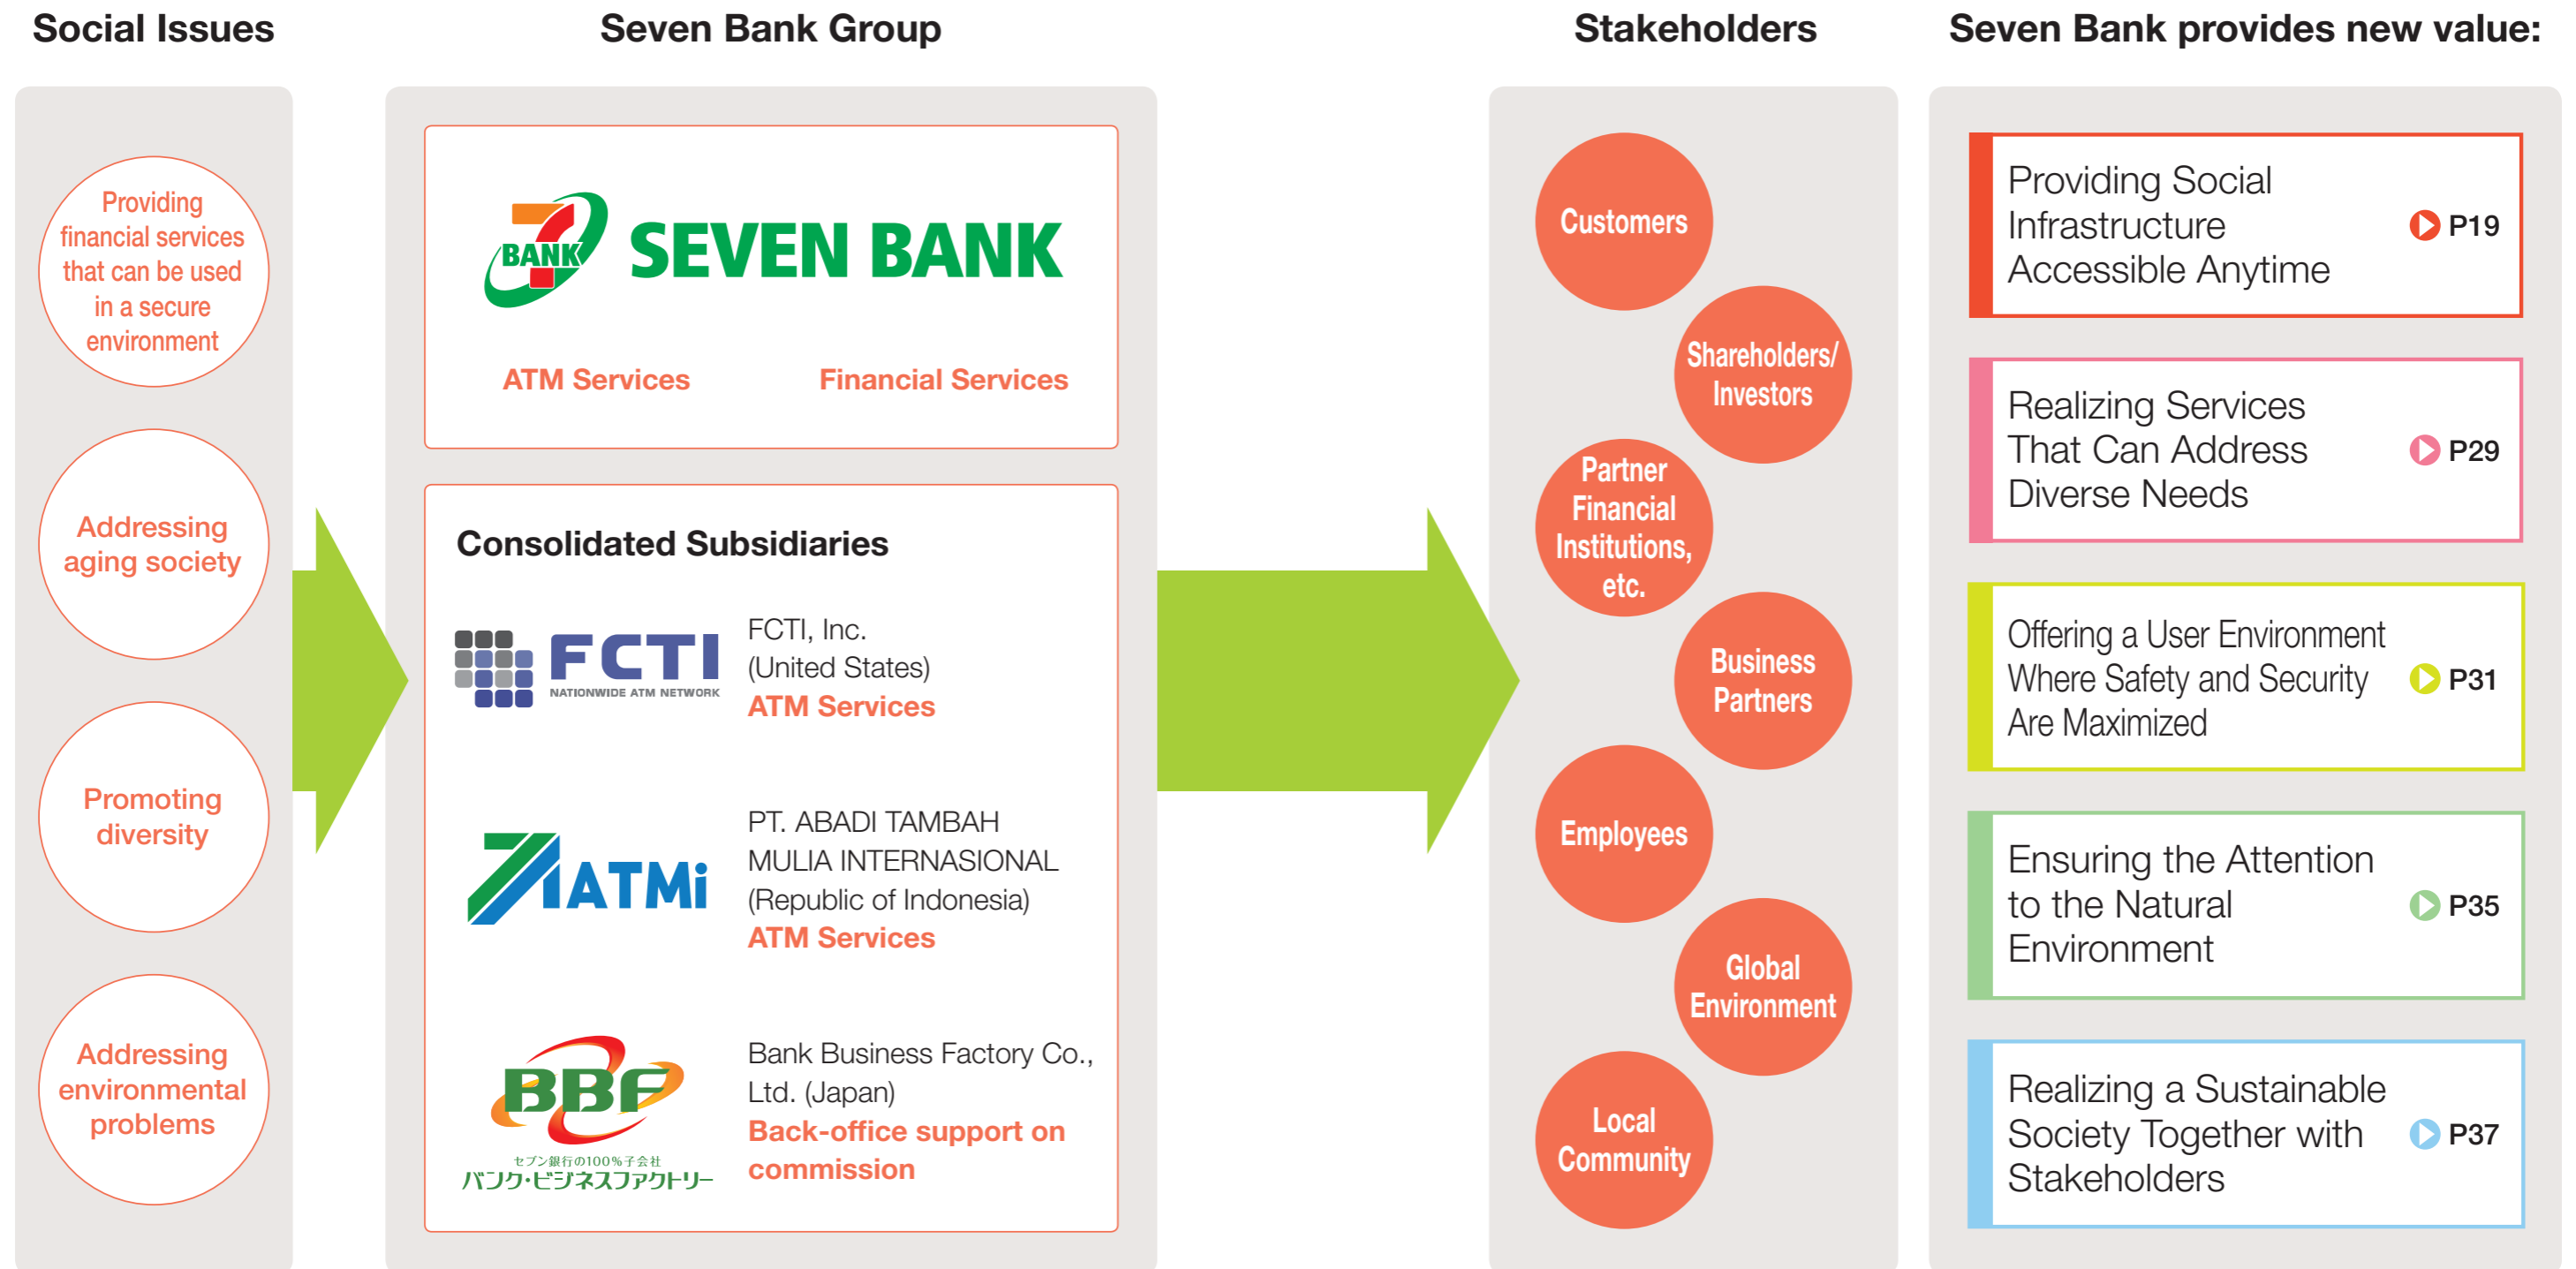 Social Issues
Providing
financial services
that can be used
in a secure
environment
Addressing
aging society
Promoting
diversity
Addressing
environmental
problems
Seven Bank Group
BANK
SEVEN BANK
ATM Services
Financial Services
Consolidated Subsidiaries
FCTI
NATIONWIDE ATM NETWORK
FCTI, Inc.
(United States)
ATM Services
ATMi
PT. ABADI TAMBAH
MULIA INTERNASIONAL
(Republic of Indonesia)
ATM Services
BBF
セブン銀行の100%子会社
バンク・ビジネスファクトリー
Bank Business Factory Co.,
Ltd. (Japan)
Back-office support on
commission
Stakeholders
Customers
Shareholders/
Investors
Partner
Financial
Institutions,
etc.
Business
Partners
Employees
Global
Environment
Local
Community
Seven Bank provides new value:
Providing Social
Infrastructure
Accessible Anytime
P19
Realizing Services
That Can Address
Diverse Needs
P29
Offering a User Environment
Where Safety and Security
Are Maximized
P31
Ensuring the Attention
to the Natural
Environment
P35
Realizing a Sustainable
Society Together with
Stakeholders
P37